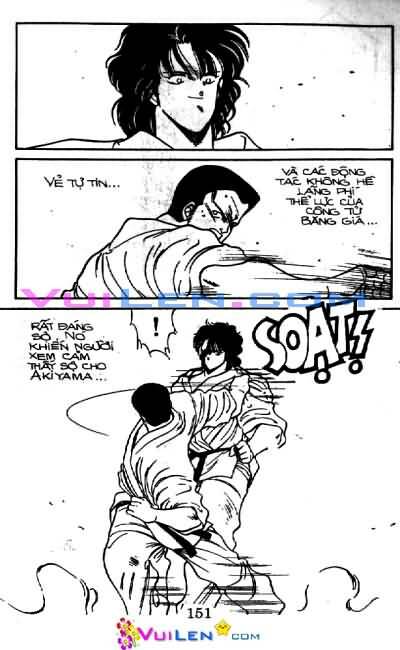 VẺ TỰ TIN...
VÀ CÁC ĐỘNG
TÁC KHÔNG HỀ
LÃNG PHÍ
THỂ LỰC CỦA
CÔNG TỬ
BĂNG GIÁ...
VUILEN.COM
RẤT ĐÁNG
SỢ, NÓ
KHIẾN NGƯỜI
XEM CẢM
THẤY SỢ CHO
AKIYAMA...
!
SOẠT!!
151
VUILEN.COM